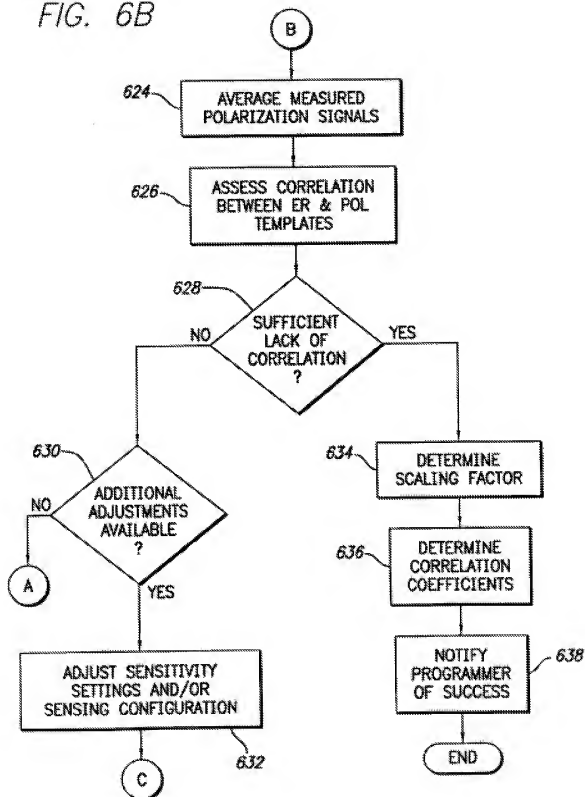 FIG. 6B
B
624
AVERAGE MEASURED
POLARIZATION SIGNALS
626
ASSESS CORRELATION
BETWEEN ER & POL
TEMPLATES
628
SUFFICIENT
LACK OF
CORRELATION
?
NO
YES
630
ADDITIONAL
ADJUSTMENTS
AVAILABLE
?
NO
A
YES
ADJUST SENSITIVITY
SETTINGS AND/OR
SENSING CONFIGURATION
632
C
634
DETERMINE
SCALING FACTOR
636
DETERMINE
CORRELATION
COEFFICIENTS
NOTIFY
PROGRAMMER
OF SUCCESS
638
END